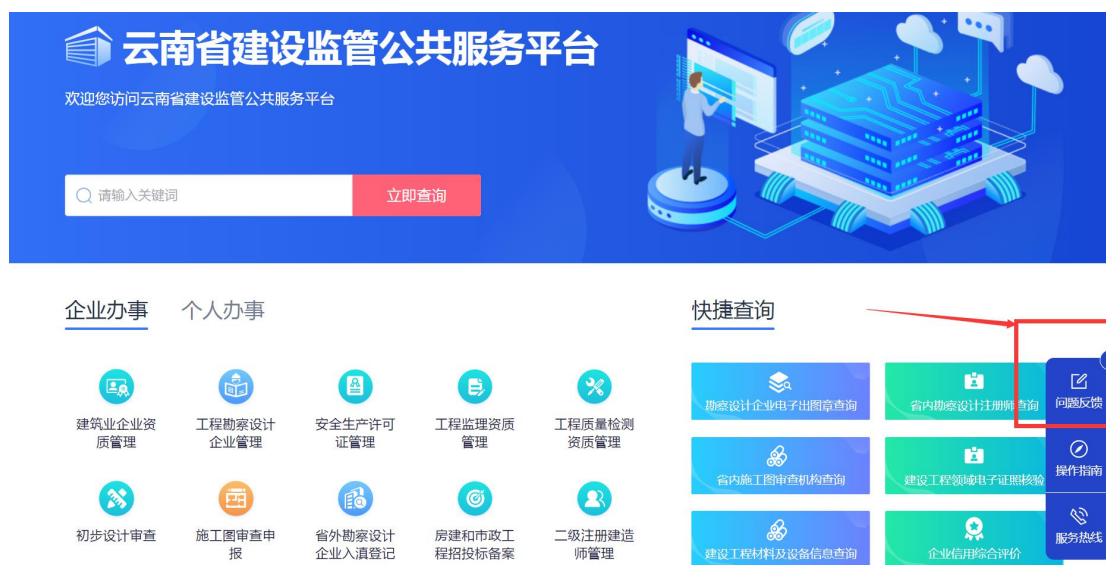 云南省建设监管公共服务平台
欢迎您访问云南省建设监管公共服务平台
请输入关键词
立即查询
企业办事
个人办事
快捷查询
建筑业企业资
质管理
工程勘察设计
企业管理
安全生产许可
证管理
工程监理资质
管理
工程质量检测
资质管理
初步设计审查
施工图审查申
报
省外勘察设计
企业入滇登记
房建和市政工
程招投标备案
二级注册建造
师管理
勘察设计企业电子出图章查询
省内勘察设计注册师查询
省内施工图审查机构查询
建设工程领域电子证照核验
建设工程材料及设备信息查询
企业信用综合评价
问题反馈
操作指南
服务热线